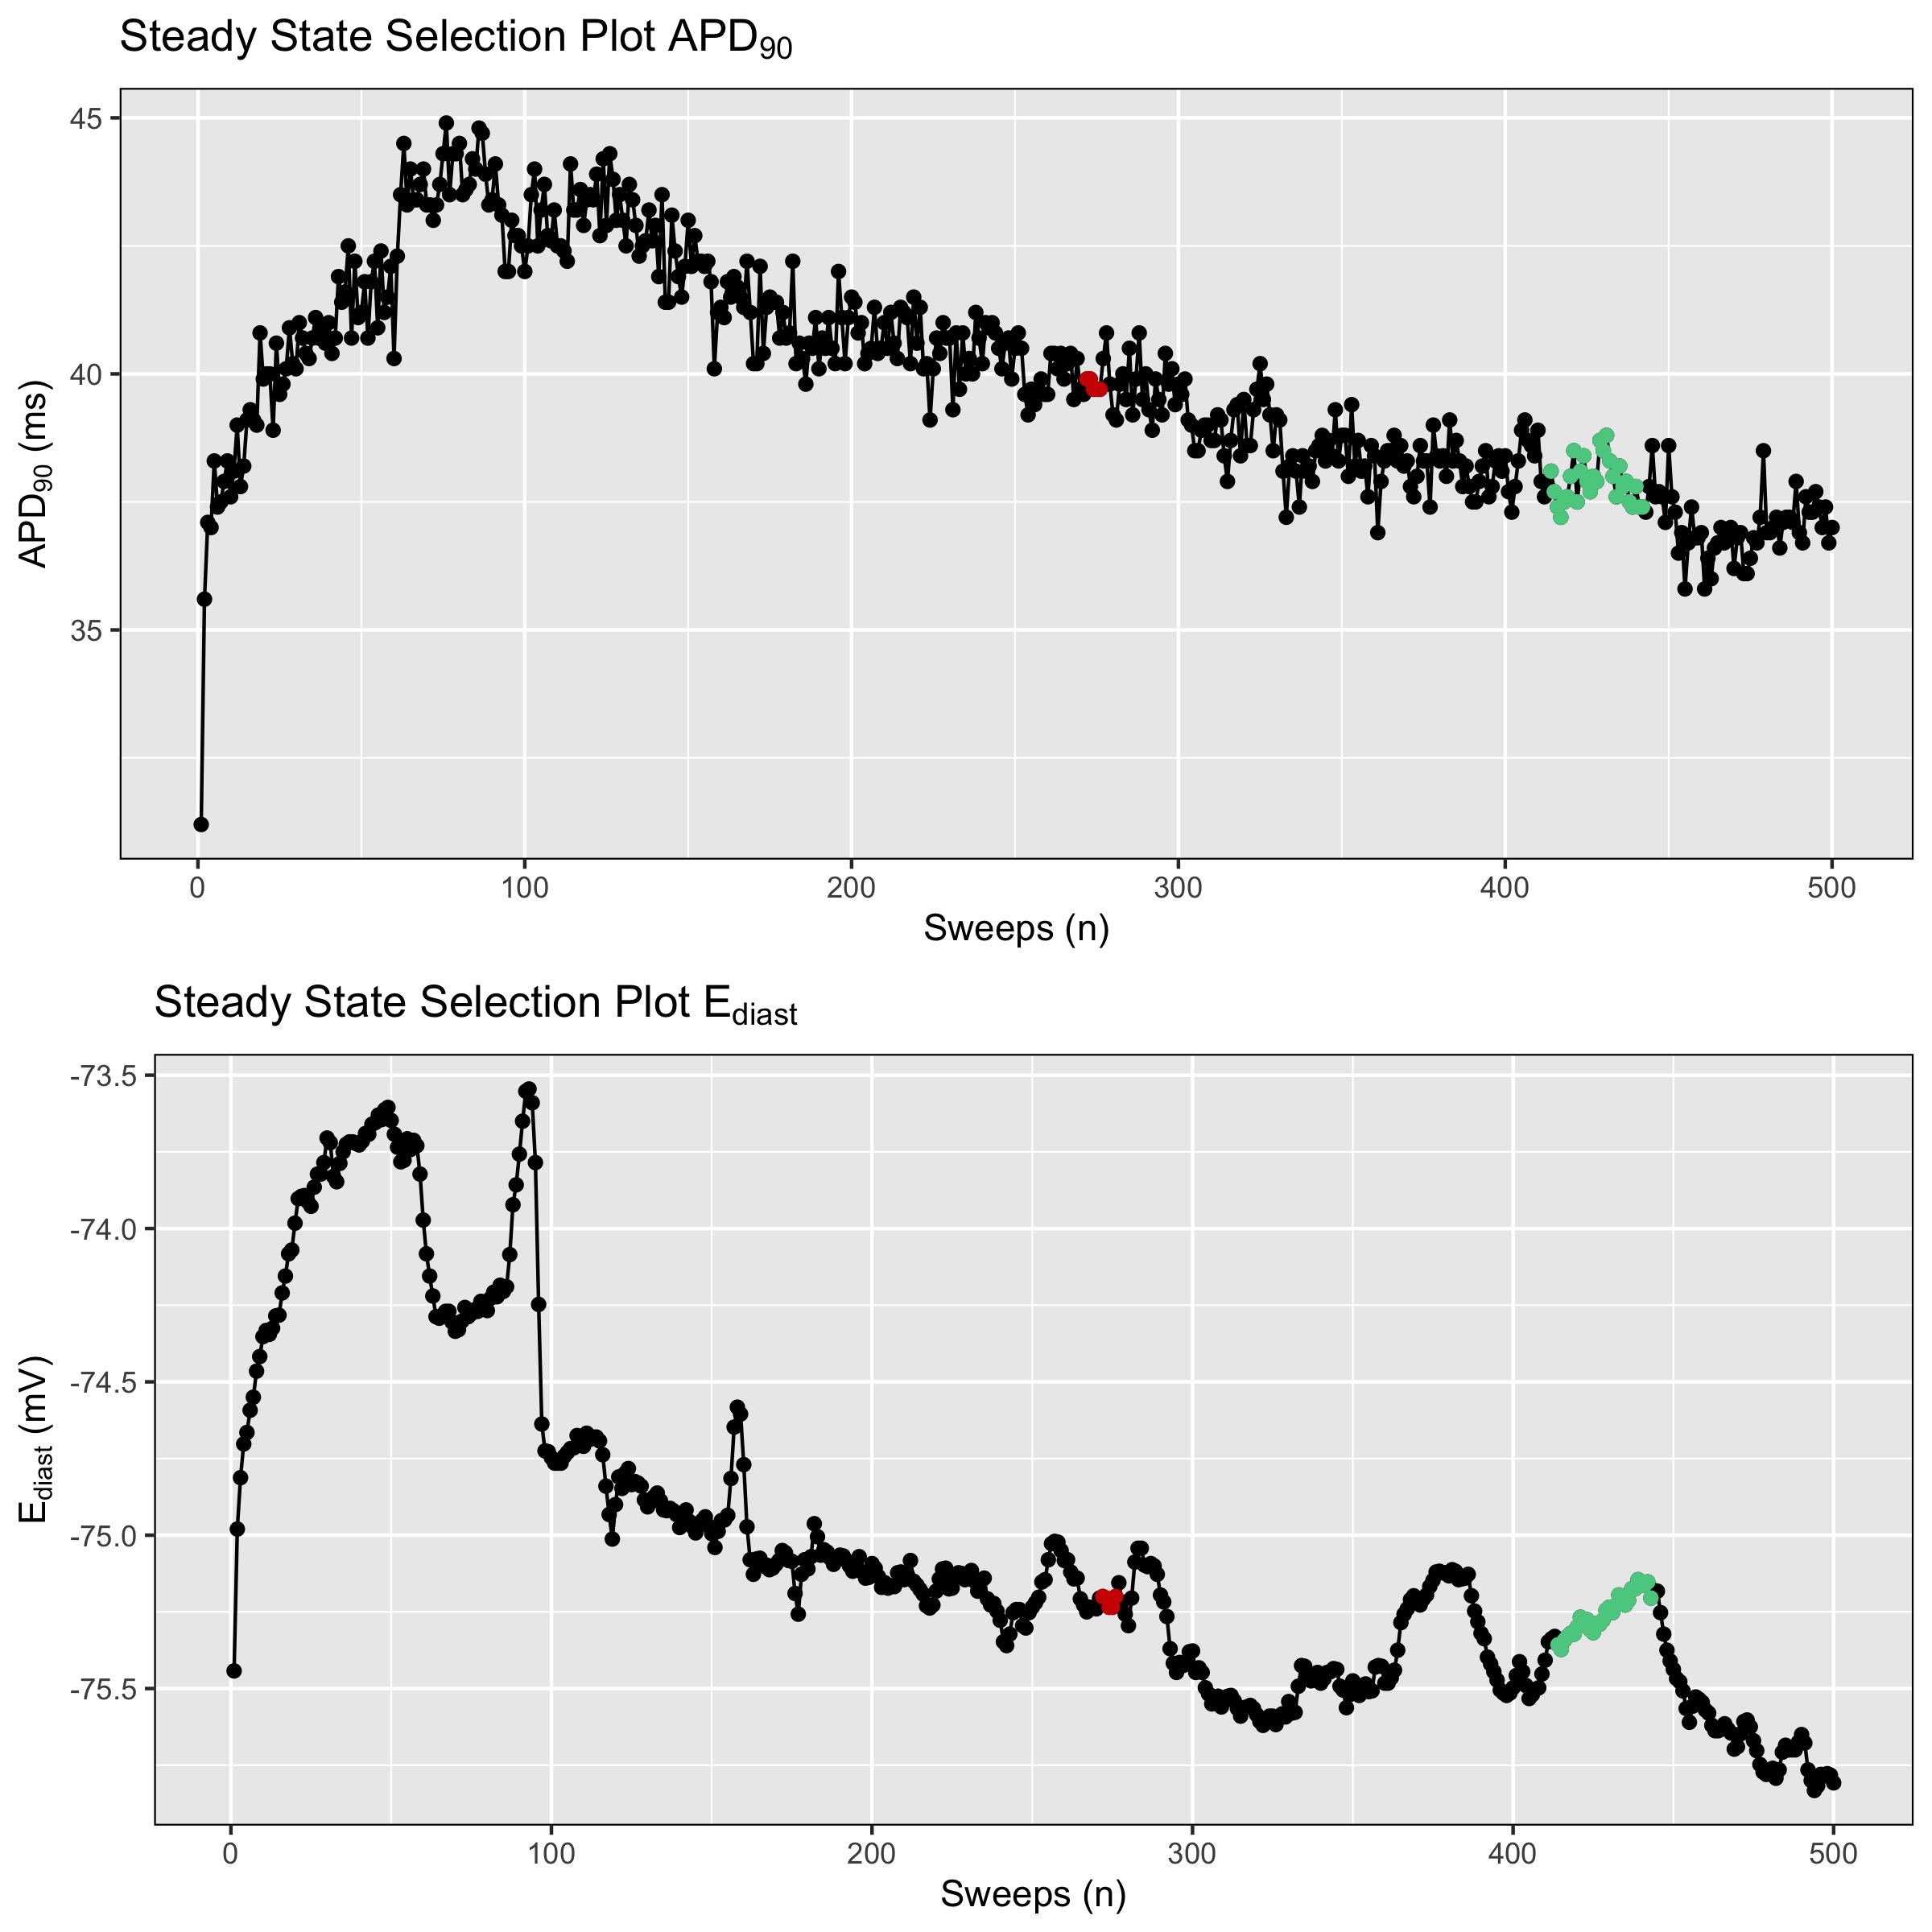 Steady State Selection Plot APD90
45
40
35
APD90 (ms)
0 100 200 300 400 500
Sweeps (n)
Steady State Selection Plot Ediast
-73.5
-74.0
-74.5
-75.0
-75.5
Ediast (mV)
0 100 200 300 400 500
Sweeps (n)